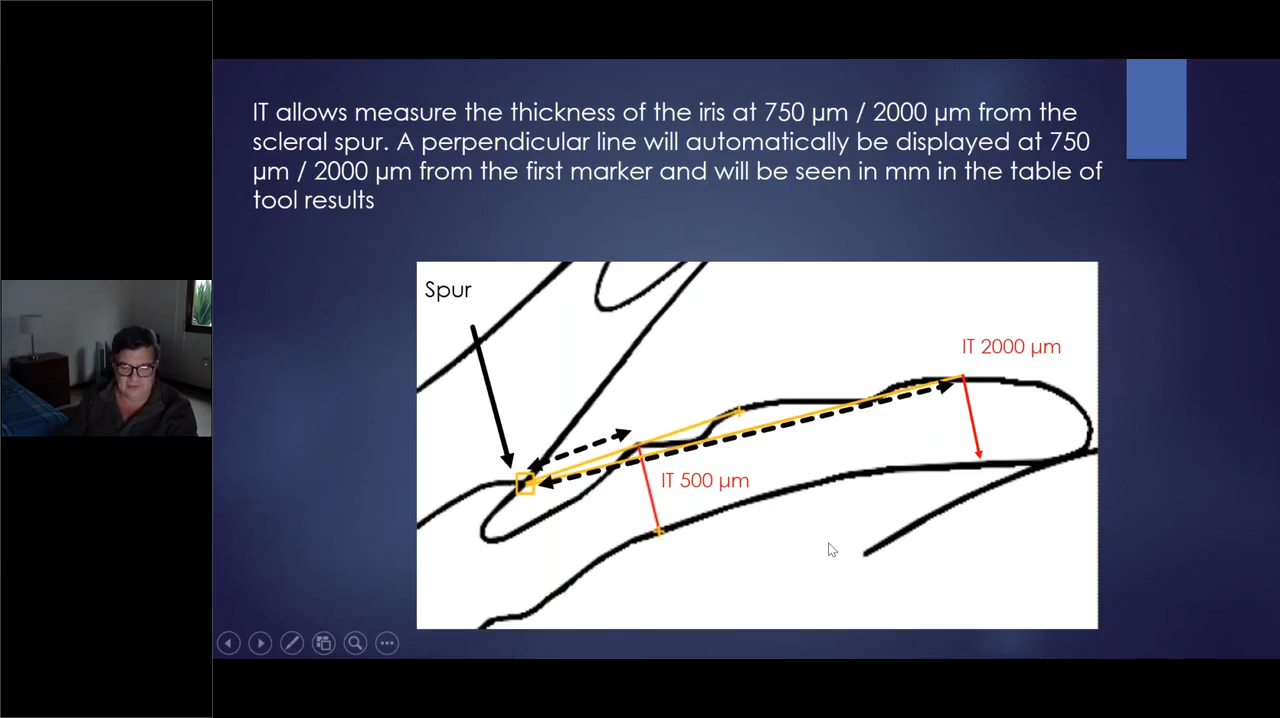 IT allows measure the thickness of the iris at 750 µm / 2000 µm from the
scleral spur. A perpendicular line will automatically be displayed at 750
µm / 2000 µm from the first marker and will be seen in mm in the table of
tool results
Spur
IT 2000 µm
IT 500 µm